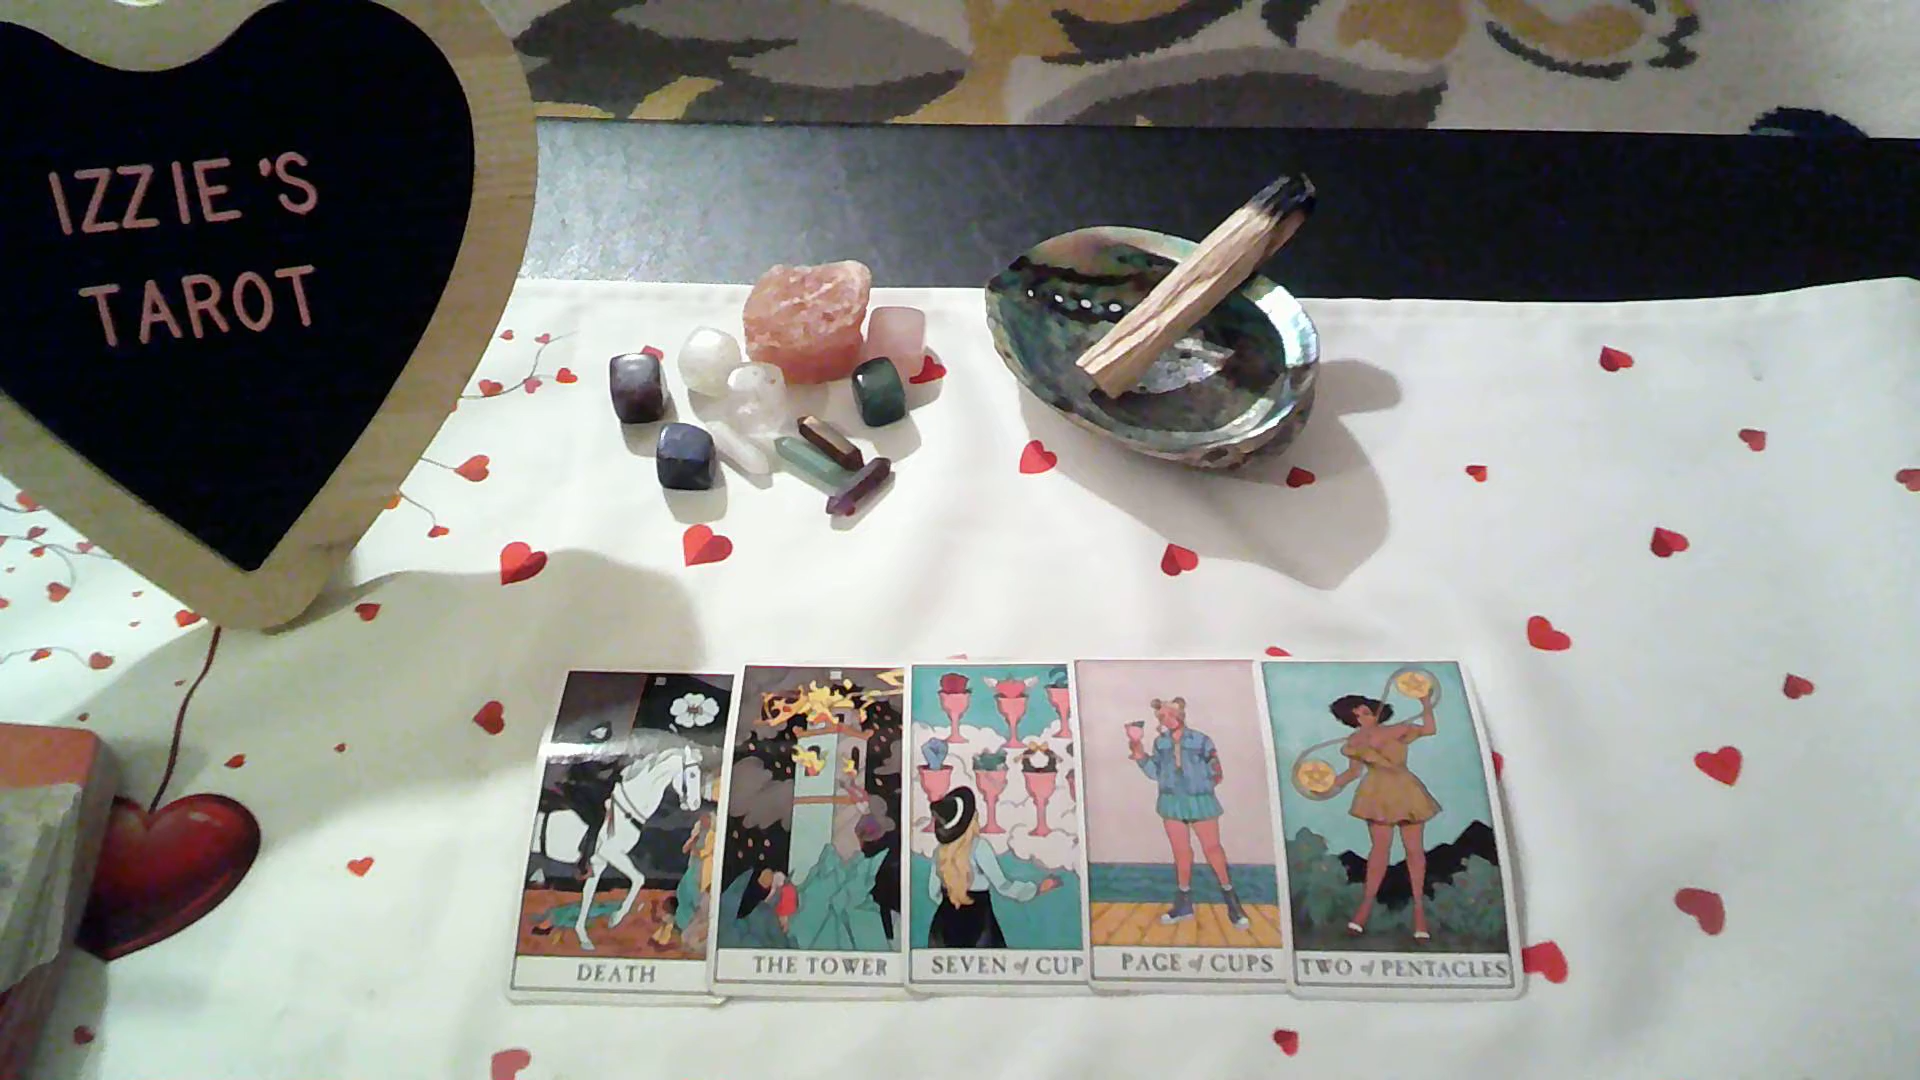 IZZIE'S
TAROT
DEATH
THE TOWER
SEVEN of CUP
PAGE of CUPS
TWO of PENTACLES